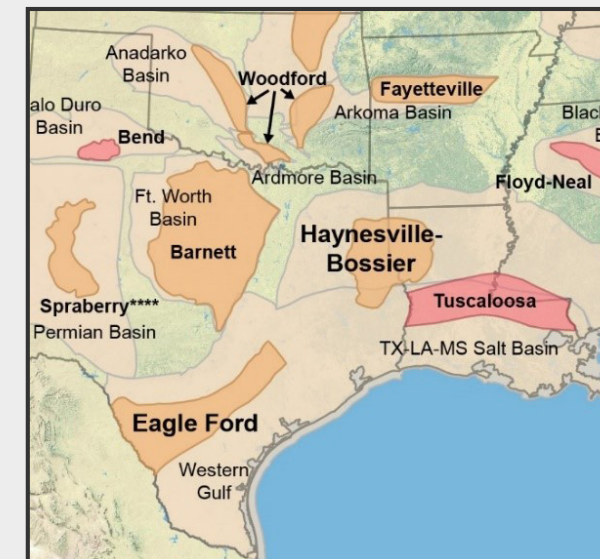 Anadarko
Basin
Woodford
Fayetteville
alo Duro
Basin
Arkoma Basin
Blac
Bend
Ardmore Basin
Floyd-Neal
Ft. Worth
Basin
Barnett
Haynesville-
Bossier
Spraberry****
Permian Basin
Tuscaloosa
TX-LA-MS Salt Basin
Eagle Ford
Western
Gulf